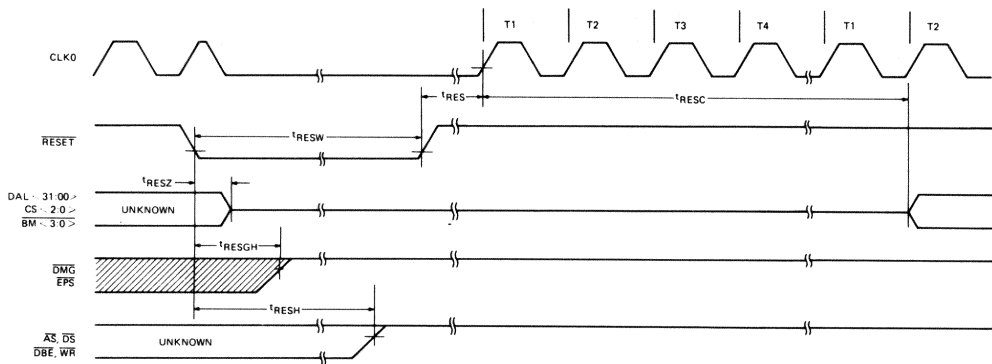 T1 T2 T3 T4 T1 T2
CLKO
tRES
tRESC
RESET
tRESW
tRESZ
DAL <31:00>
CS <2:0>
BM <3:0>
UNKNOWN
tRESGH
DMG
EPS
tRESH
AS, DS
DBE, WR
UNKNOWN